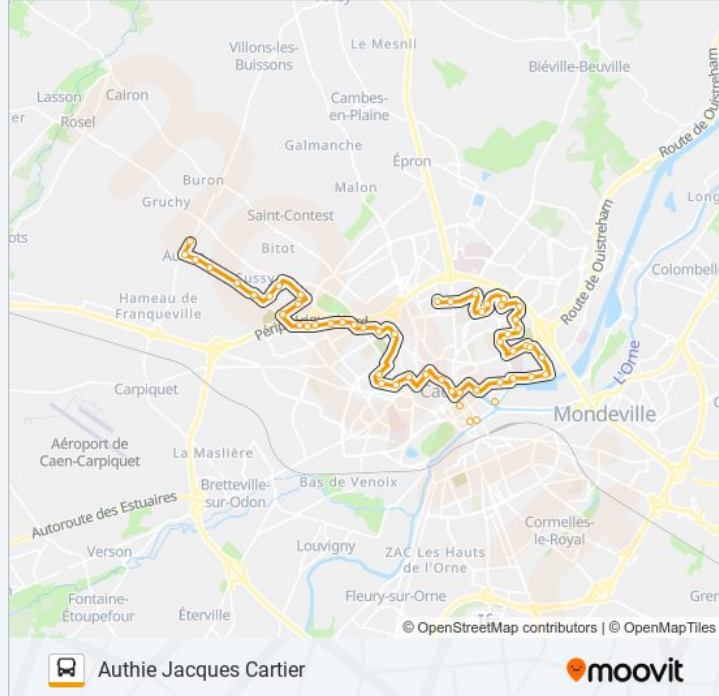 Villons-les-
Buissons
Le Mesnil
Biéville-Beuville
Lasson
Cairon
Rosel
Cambes-
en-Plaine
Route de Ouistreham
Galmanche
Épron
Buron
Malon
Gruchy
Saint-Contest
Bitot
Colombell
Hameau de
Franqueville
Route de Ouistreham
L'Orne
Carpiquet
Mondeville
Aéroport de
Caen-Carpiquet
La Maslière
Bretteville-
sur-Odon
Bas de Venoix
Autoroute des Estuaires
Cormelles-
le-Royal
Verson
Louvigny
ZAC Les Hauts
de l'Orne
Fontaine-
Étoupefour
Éterville
Fleury-sur-Orne
© OpenStreetMap contributors | © OpenMapTiles
Authie Jacques Cartier
moovit